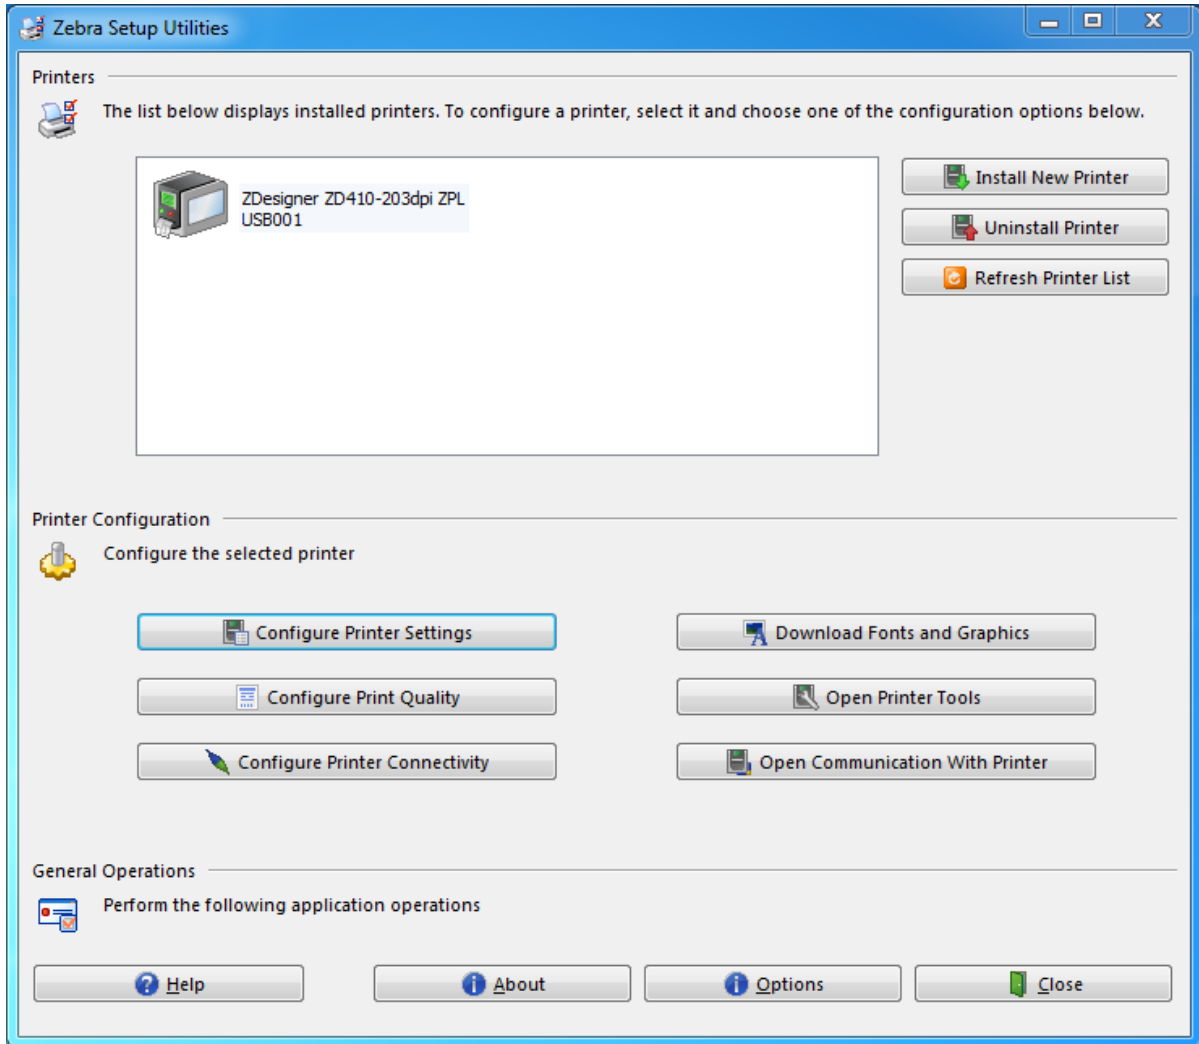 Zebra Setup Utilities
Printers
The list below displays installed printers. To configure a printer, select it and choose one of the configuration options below.
ZDesigner ZD410-203dpi ZPL
USB001
Install New Printer
Uninstall Printer
Refresh Printer List
Printer Configuration
Configure the selected printer
Configure Printer Settings
Download Fonts and Graphics
Configure Print Quality
Open Printer Tools
Configure Printer Connectivity
Open Communication With Printer
General Operations
Perform the following application operations
Help
About
Options
Close